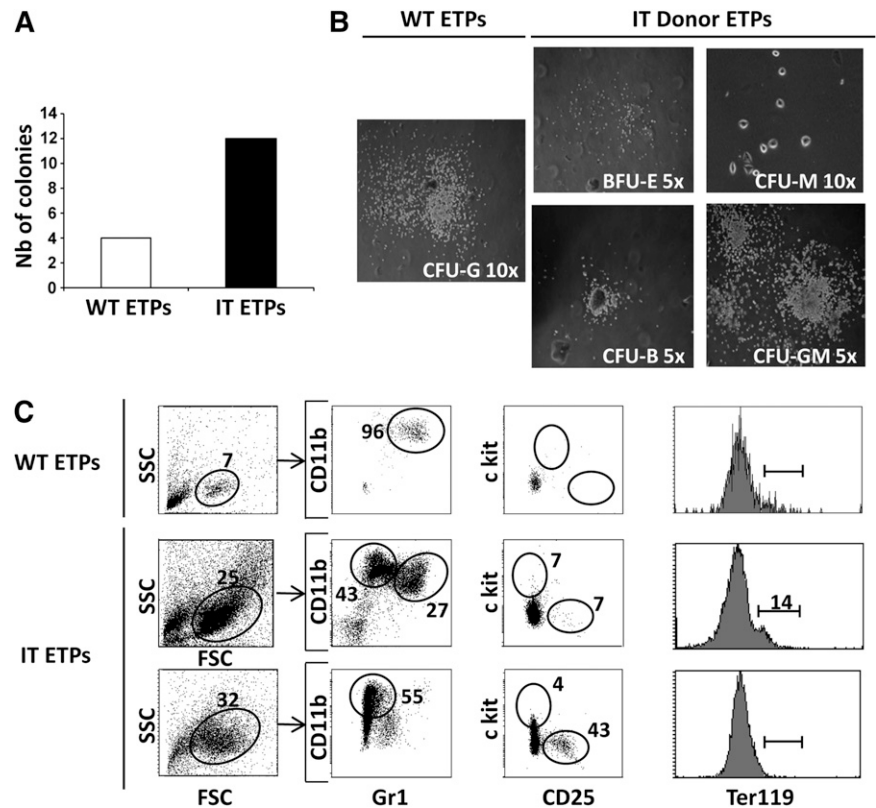 A
Nb of colonies
14
12
10
8
6
4
2
0
WT ETPs
IT ETPs
B
WT ETPs
IT Donor ETPs
CFU-G 10x
BFU-E 5x
CFU-M 10x
CFU-B 5x
CFU-GM 5x
C
WT ETPs
SSC
7
CD11b
96
c kit
IT ETPs
SSC
25
FSC
CD11b
43
27
c kit
7
7
14
SSC
32
CD11b
55
c kit
4
43
FSC
Gr1
CD25
Ter119